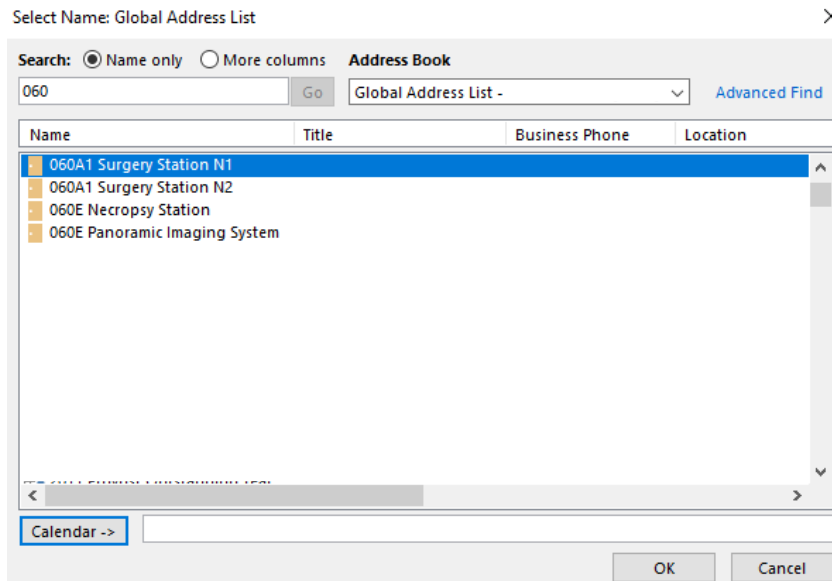 Select Name: Global Address List
Search: Name only More columns Address Book
060 Go Global Address List - Advanced Find
Name Title Business Phone Location
060A1 Surgery Station N1
060A1 Surgery Station N2
060E Necropsy Station
060E Panoramic Imaging System
Calendar ->
OK Cancel